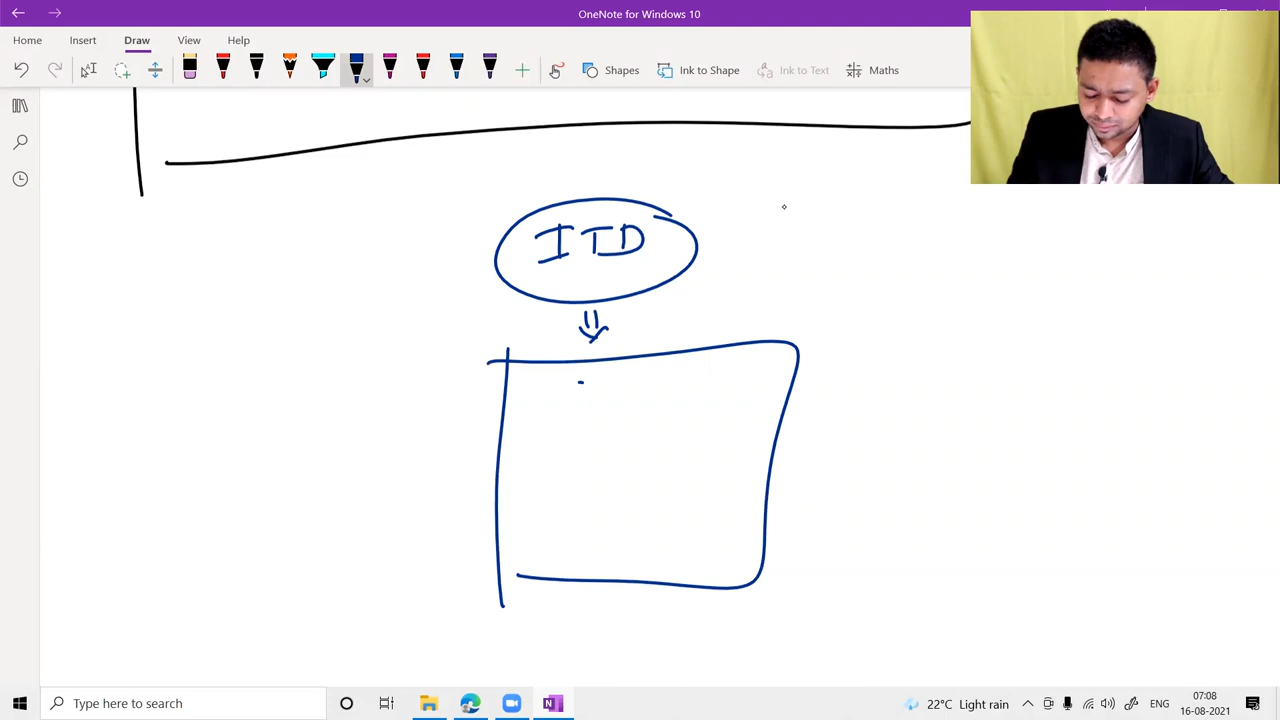 OneNote for Windows 10
Home Insert Draw View Help
Shapes Ink to Shape Ink to Text Maths
ITD
Type here to search
22°C Light rain ENG 07:08
16-08-2021